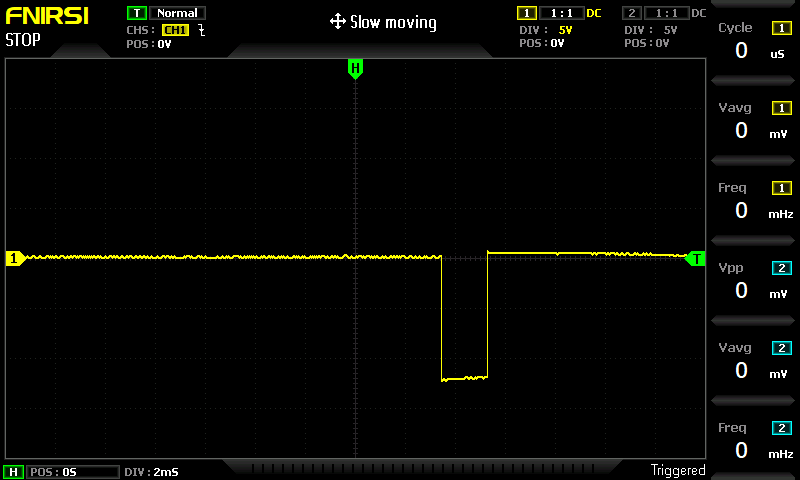 FNIRSI
STOP
T Normal
CHS: CH1
POS: 0V
Slow moving
1 1:1 DC
DIV: 5V
POS: 0V
2 1:1 DC
DIV: 5V
POS: 0V
H
1
T
Cycle 1
0 uS
Vavg 1
0 mV
Freq 1
0 mHz
Vpp 2
0 mV
Vavg 2
0 mV
Freq 2
0 mHz
H POS: 0S DIV: 2mS
Triggered